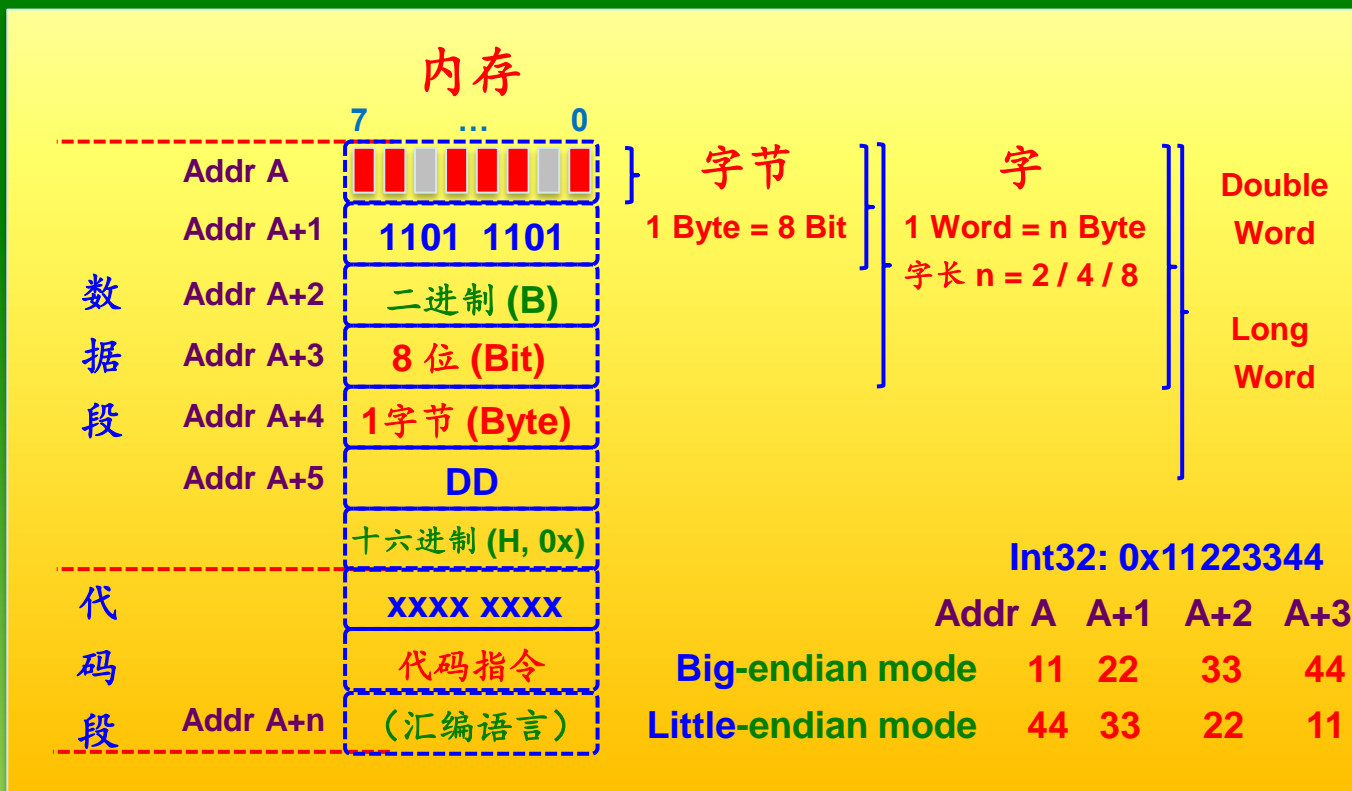 内存
7 … 0
Addr A
Addr A+1 1101 1101
Addr A+2 二进制 (B)
Addr A+3 8 位 (Bit)
Addr A+4 1字节 (Byte)
Addr A+5 DD
十六进制 (H, 0x)
xxxx xxxx
代码指令
Addr A+n （汇编语言）
数据段
代码段
字节
1 Byte = 8 Bit
字
1 Word = n Byte
字长 n = 2 / 4 / 8
Double
Word
Long
Word
Int32: 0x11223344
Addr A A+1 A+2 A+3
Big-endian mode 11 22 33 44
Little-endian mode 44 33 22 11